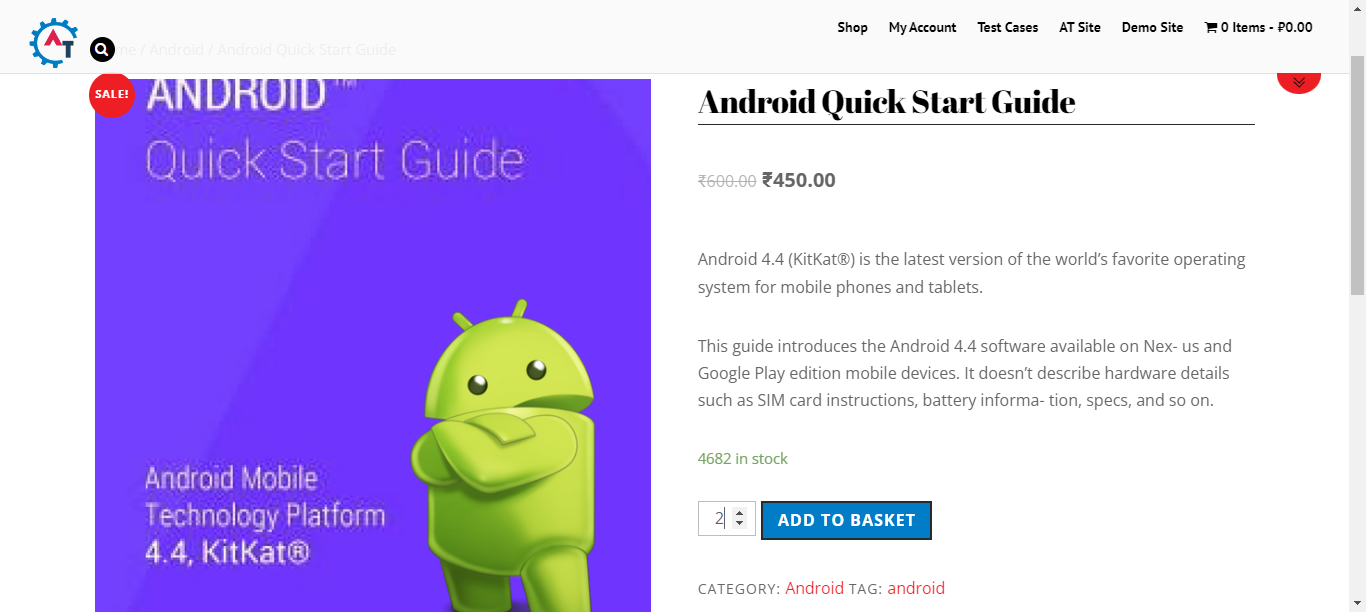 AT
Shop My Account Test Cases AT Site Demo Site 0 Items - ₽0.00
me / Android / Android Quick Start Guide
SALE!
ANDROID™
Quick Start Guide
Android Mobile
Technology Platform
4.4, KitKat®
Android Quick Start Guide
₹600.00 ₹450.00
Android 4.4 (KitKat®) is the latest version of the world’s favorite operating
system for mobile phones and tablets.
This guide introduces the Android 4.4 software available on Nex- us and
Google Play edition mobile devices. It doesn’t describe hardware details
such as SIM card instructions, battery informa- tion, specs, and so on.
4682 in stock
2 ADD TO BASKET
CATEGORY: Android TAG: android